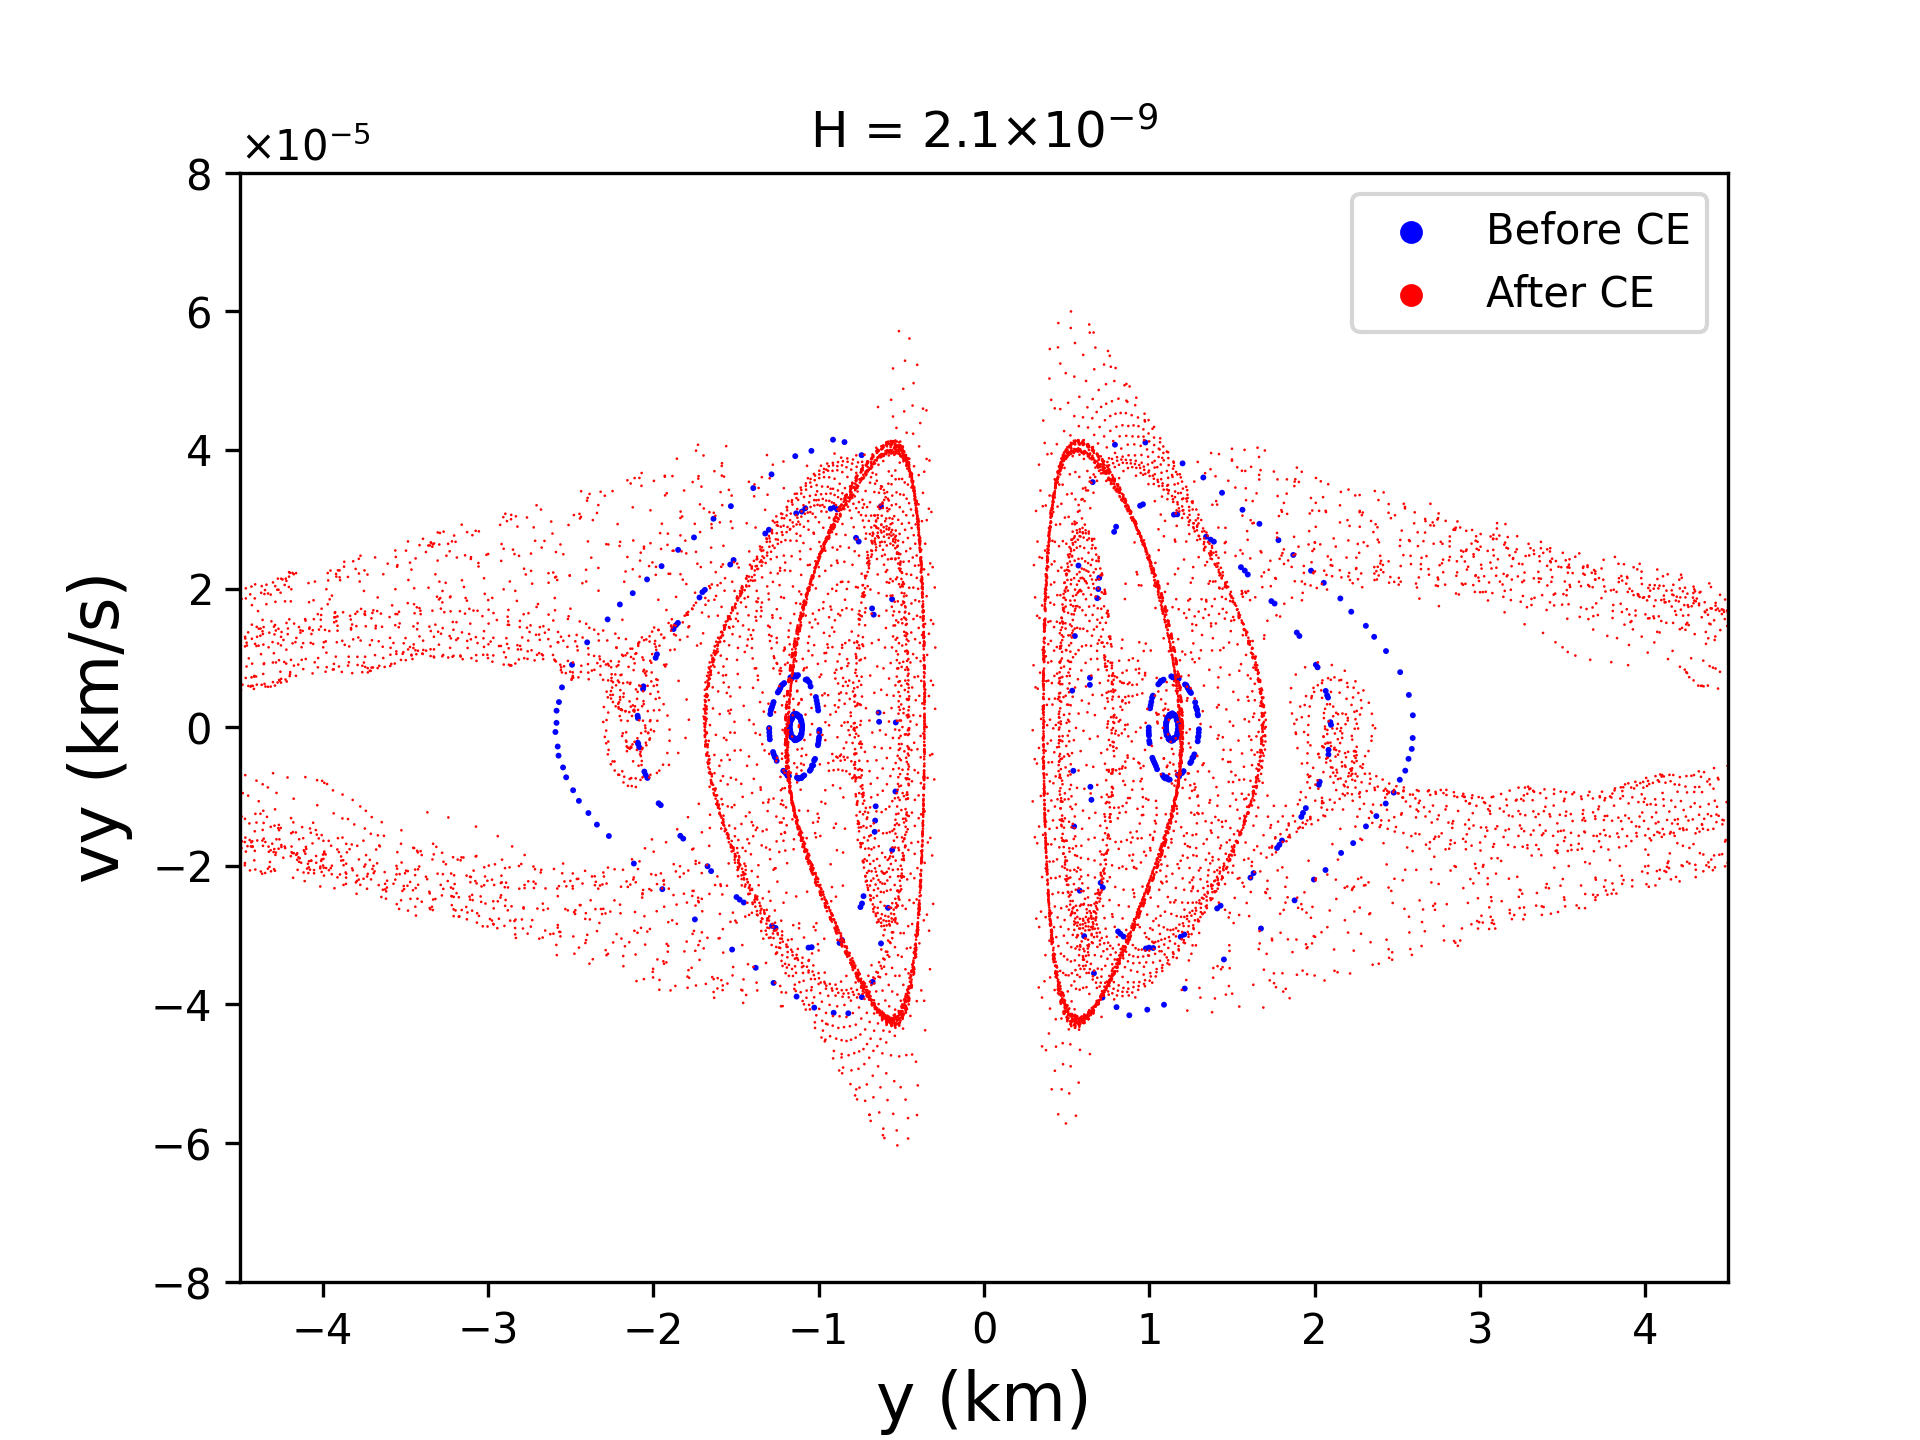 H = 2.1×10⁻⁹
×10⁻⁵
Before CE
After CE
8
6
4
2
0
−2
−4
−6
−8
vy (km/s)
−4 −3 −2 −1 0 1 2 3 4
y (km)